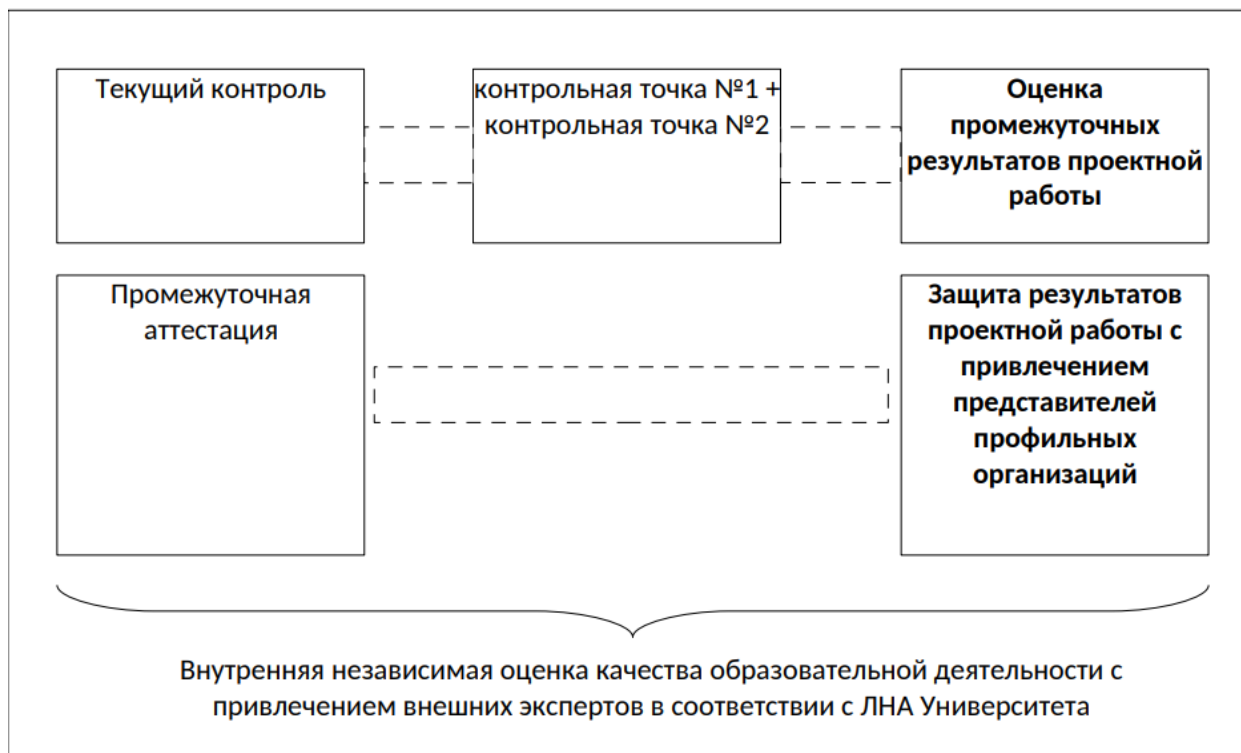 Текущий контроль
контрольная точка №1 +
контрольная точка №2
Оценка
промежуточных
результатов проектной
работы
Промежуточная
аттестация
Защита результатов
проектной работы с
привлечением
представителей
профильных
организаций
Внутренняя независимая оценка качества образовательной деятельности с
привлечением внешних экспертов в соответствии с ЛНА Университета